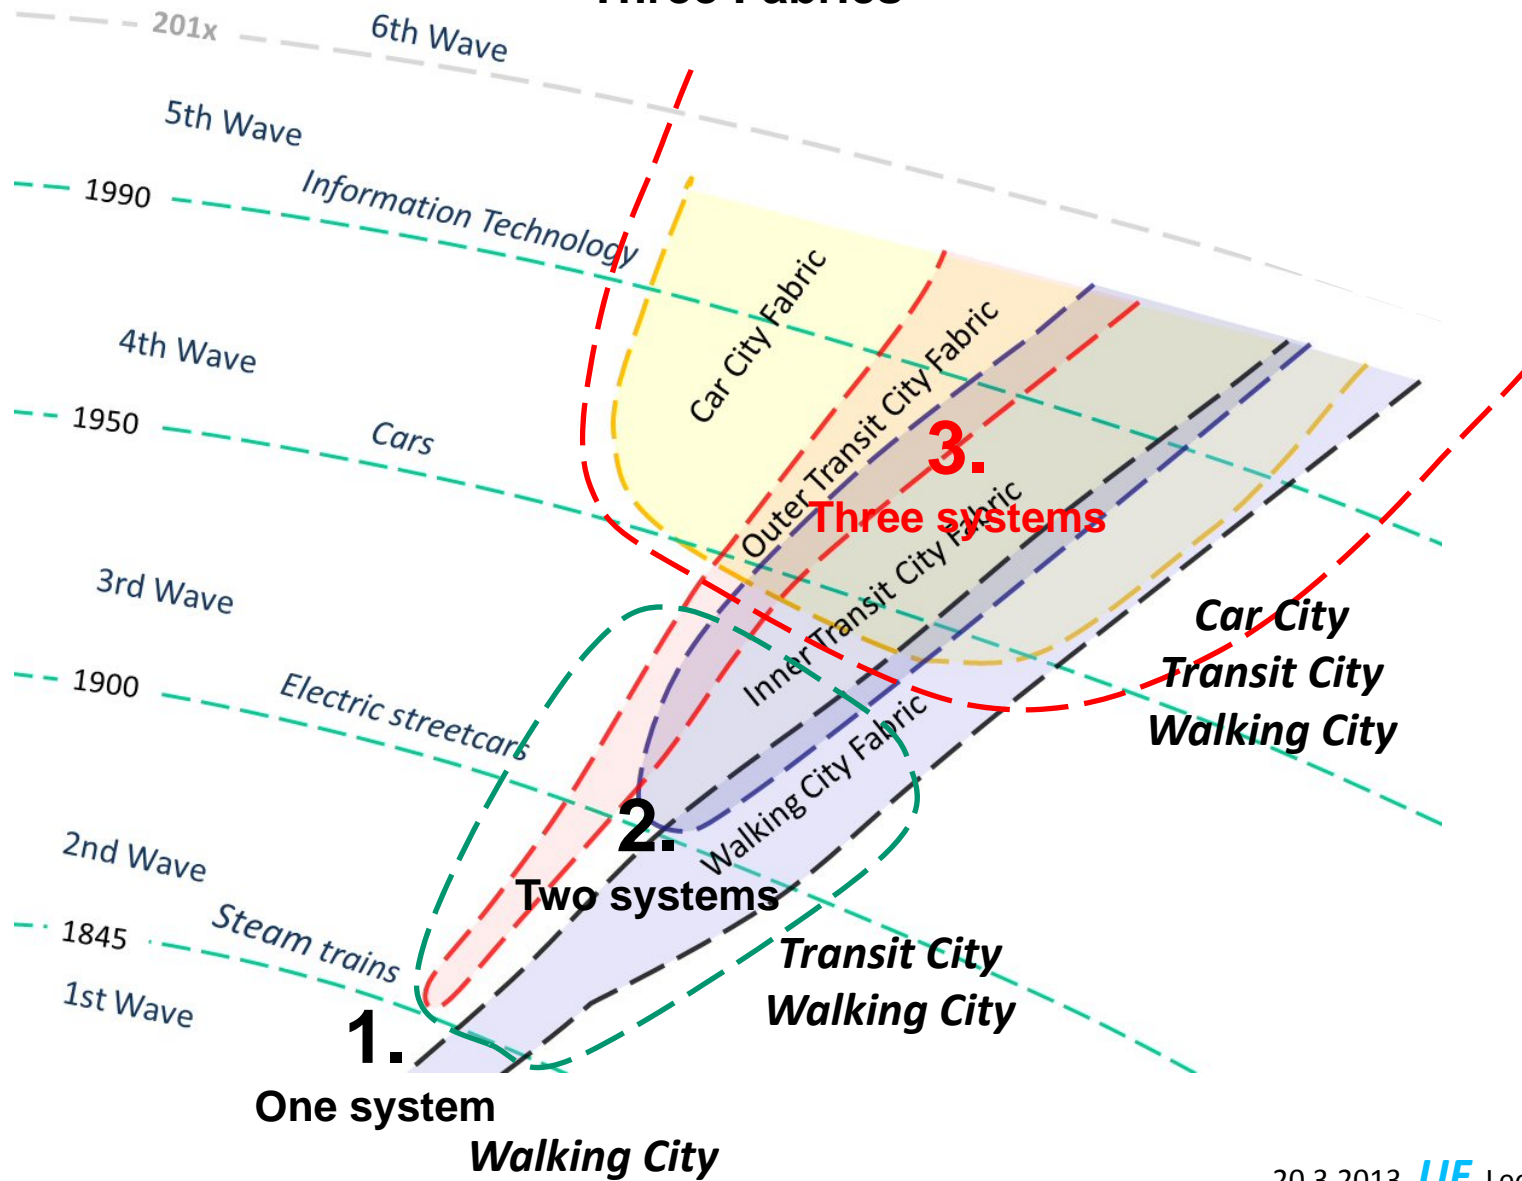 Three Fabrics
201x
6th Wave
5th Wave
1990
Information Technology
Car City Fabric
4th Wave
Outer Transit City Fabric
1950
Cars
3.
Three systems
Inner Transit City Fabric
3rd Wave
Car City
Transit City
Walking City
1900
Electric streetcars
Walking City Fabric
2.
Two systems
2nd Wave
Transit City
Walking City
1845
Steam trains
1st Wave
1.
One system
Walking City
20.3.2013